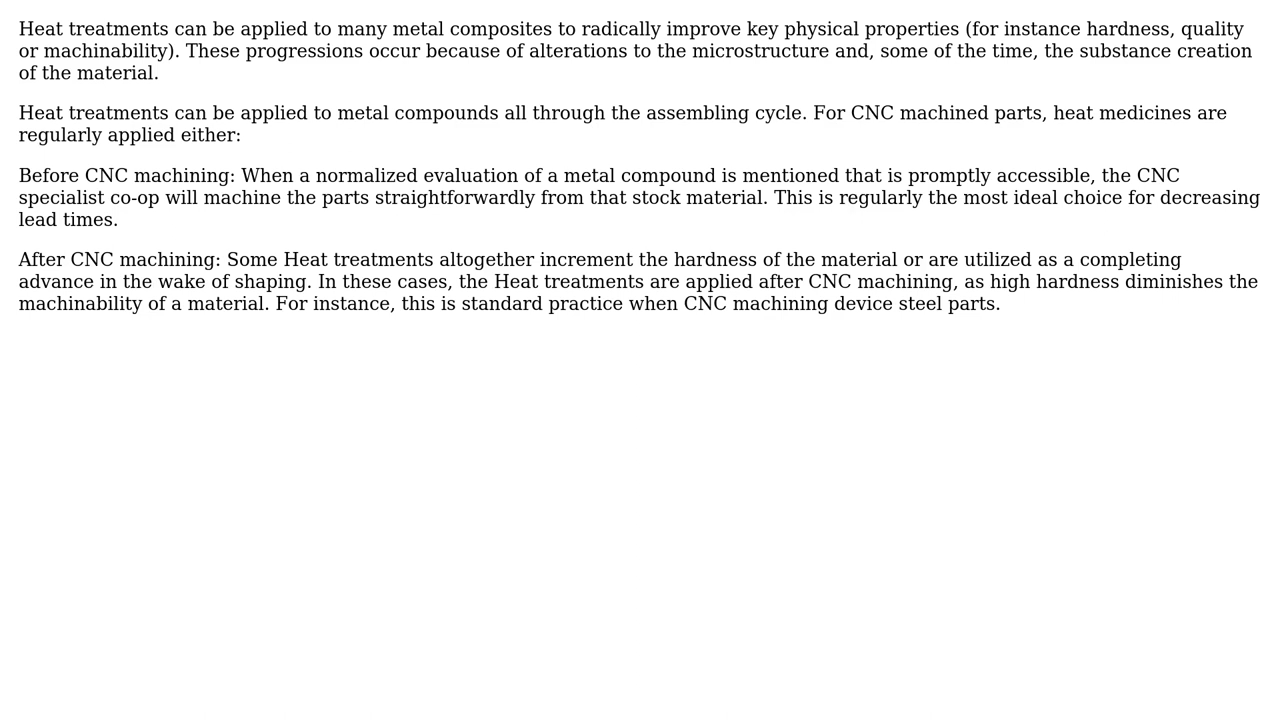 Heat treatments can be applied to many metal composites to radically improve key physical properties (for instance hardness, quality
or machinability). These progressions occur because of alterations to the microstructure and, some of the time, the substance creation
of the material.
Heat treatments can be applied to metal compounds all through the assembling cycle. For CNC machined parts, heat medicines are
regularly applied either:
Before CNC machining: When a normalized evaluation of a metal compound is mentioned that is promptly accessible, the CNC
specialist co-op will machine the parts straightforwardly from that stock material. This is regularly the most ideal choice for decreasing
lead times.
After CNC machining: Some Heat treatments altogether increment the hardness of the material or are utilized as a completing
advance in the wake of shaping. In these cases, the Heat treatments are applied after CNC machining, as high hardness diminishes the
machinability of a material. For instance, this is standard practice when CNC machining device steel parts.